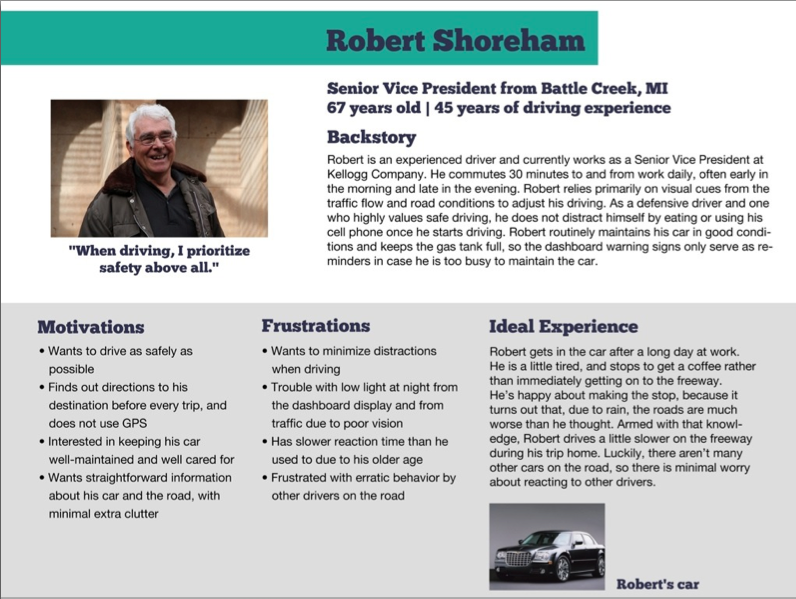 Robert Shoreham
Senior Vice President from Battle Creek, MI
67 years old | 45 years of driving experience
Backstory
Robert is an experienced driver and currently works as a Senior Vice President at
Kellogg Company. He commutes 30 minutes to and from work daily, often early in
the morning and late in the evening. Robert relies primarily on visual cues from the
traffic flow and road conditions to adjust his driving. As a defensive driver and one
who highly values safe driving, he does not distract himself by eating or using his
cell phone once he starts driving. Robert routinely maintains his car in good condi-
tions and keeps the gas tank full, so the dashboard warning signs only serve as re-
minders in case he is too busy to maintain the car.
"When driving, I prioritize
safety above all."
Motivations
• Wants to drive as safely as
possible
• Finds out directions to his
destination before every trip, and
does not use GPS
• Interested in keeping his car
well-maintained and well cared for
• Wants straightforward information
about his car and the road, with
minimal extra clutter
Frustrations
• Wants to minimize distractions
when driving
• Trouble with low light at night from
the dashboard display and from
traffic due to poor vision
• Has slower reaction time than he
used to due to his older age
• Frustrated with erratic behavior by
other drivers on the road
Ideal Experience
Robert gets in the car after a long day at work.
He is a little tired, and stops to get a coffee rather
than immediately getting on to the freeway.
He's happy about making the stop, because it
turns out that, due to rain, the roads are much
worse than he thought. Armed with that knowl-
edge, Robert drives a little slower on the freeway
during his trip home. Luckily, there aren't many
other cars on the road, so there is minimal worry
about reacting to other drivers.
Robert's car